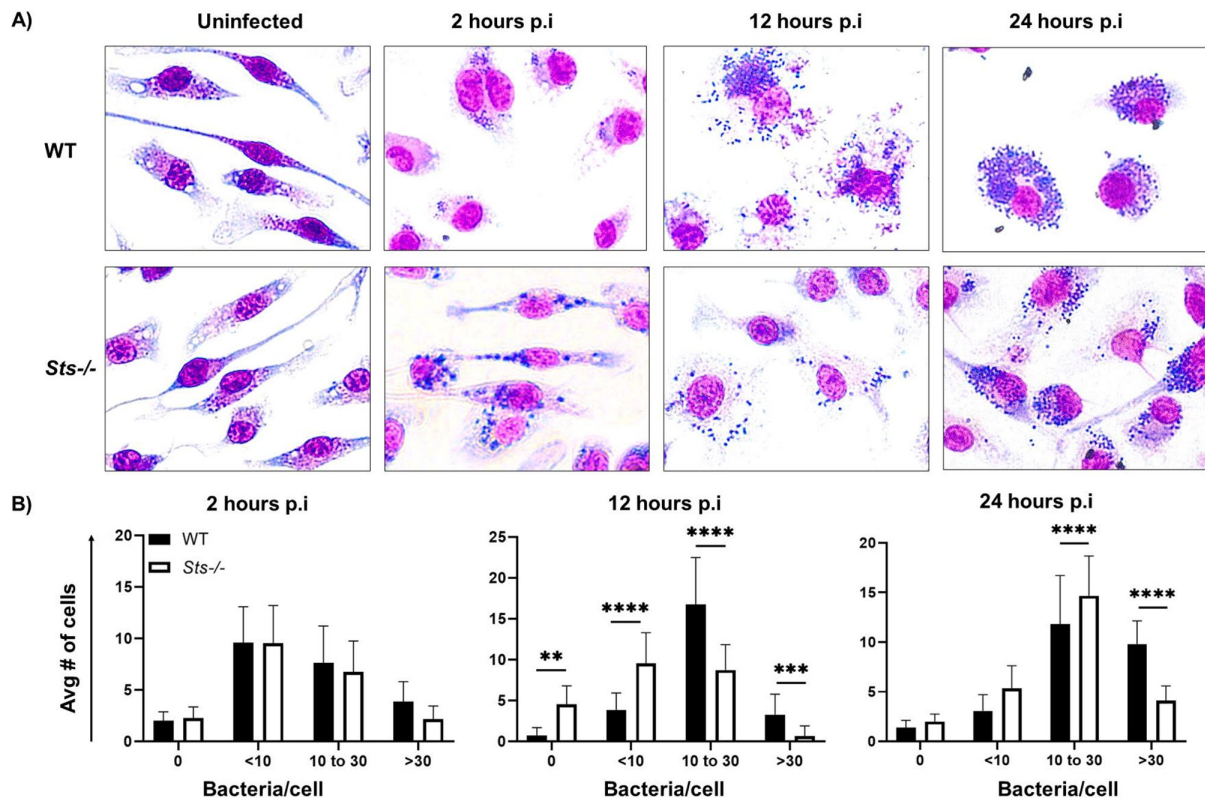 A)
Uninfected 2 hours p.i 12 hours p.i 24 hours p.i
WT
Sts-/-
B)
2 hours p.i 12 hours p.i 24 hours p.i
Avg # of cells
20
15
10
5
0
WT
Sts-/-
0 <10 10 to 30 >30
Bacteria/cell
25
20
15
10
5
0
**
****
****
***
0 <10 10 to 30 >30
Bacteria/cell
20
15
10
5
0
****
****
0 <10 10 to 30 >30
Bacteria/cell